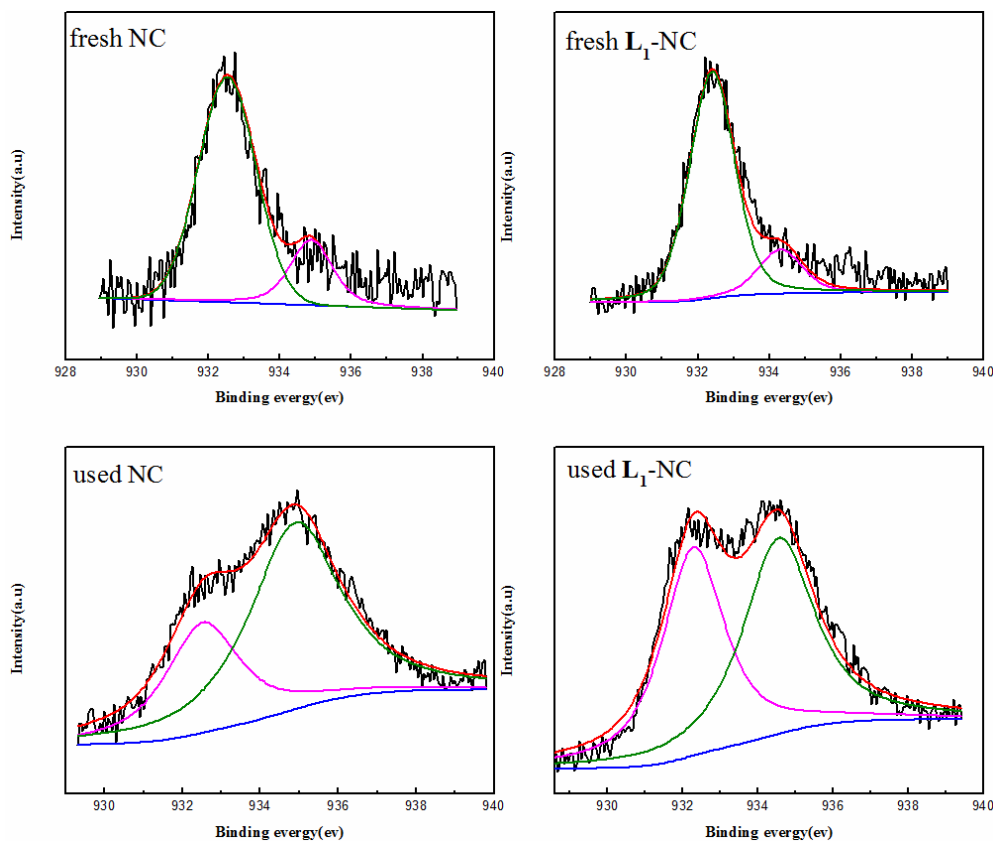 fresh NC
Intensity(a.u)
928 930 932 934 936 938 940
Binding evergy(ev)
fresh L1-NC
Intensity(a.u)
928 930 932 934 936 938 940
Binding evergy(ev)
used NC
Intensity(a.u)
930 932 934 936 938 940
Binding evergy(ev)
used L1-NC
Intensity(a.u)
930 932 934 936 938 940
Binding evergy(ev)